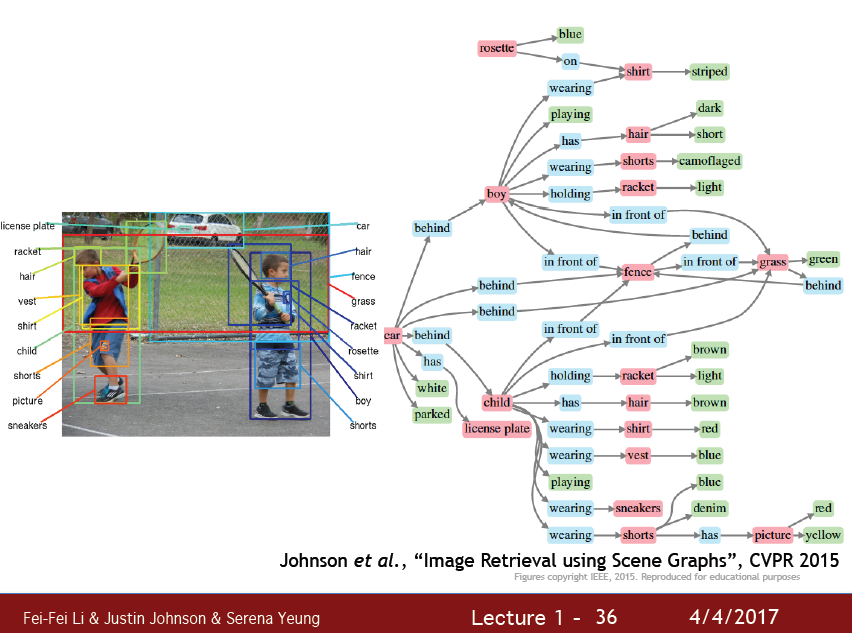 license plate
racket
hair
vest
shirt
child
shorts
picture
sneakers
car
hair
fence
grass
racket
rosette
shirt
boy
shorts
rosette
blue
on
shirt
striped
wearing
playing
dark
has
hair
short
wearing
shorts
camoflaged
boy
holding
racket
light
in front of
behind
behind
in front of
fence
in front of
grass
green
behind
behind
behind
car
behind
in front of
in front of
has
white
parked
license plate
child
brown
holding
racket
light
has
hair
brown
wearing
shirt
red
wearing
vest
blue
playing
blue
wearing
sneakers
denim
red
wearing
shorts
has
picture
yellow
Johnson et al., “Image Retrieval using Scene Graphs”, CVPR 2015
Figures copyright IEEE, 2015. Reproduced for educational purposes
Fei-Fei Li & Justin Johnson & Serena Yeung
Lecture 1 - 36
4/4/2017